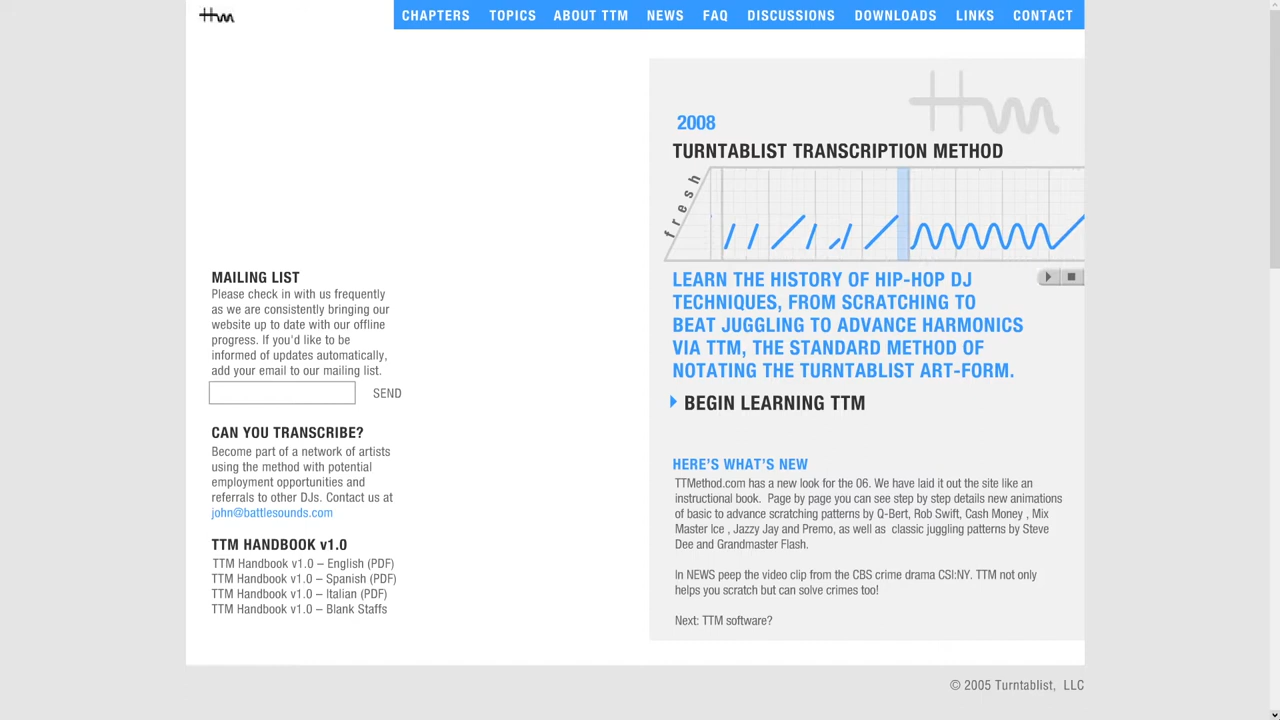 CHAPTERS TOPICS ABOUT TTM NEWS FAQ DISCUSSIONS DOWNLOADS LINKS CONTACT
MAILING LIST
Please check in with us frequently
as we are consistently bringing our
website up to date with our offline
progress. If you'd like to be
informed of updates automatically,
add your email to our mailing list.
SEND
CAN YOU TRANSCRIBE?
Become part of a network of artists
using the method with potential
employment opportunities and
referrals to other DJs. Contact us at
john@battlesounds.com
TTM HANDBOOK v1.0
TTM Handbook v1.0 – English (PDF)
TTM Handbook v1.0 – Spanish (PDF)
TTM Handbook v1.0 – Italian (PDF)
TTM Handbook v1.0 – Blank Staffs
ttm
2008
TURNTABLIST TRANSCRIPTION METHOD
fresh
LEARN THE HISTORY OF HIP-HOP DJ
TECHNIQUES, FROM SCRATCHING TO
BEAT JUGGLING TO ADVANCE HARMONICS
VIA TTM, THE STANDARD METHOD OF
NOTATING THE TURNTABLIST ART-FORM.
BEGIN LEARNING TTM
HERE'S WHAT'S NEW
TTMethod.com has a new look for the 06. We have laid it out the site like an
instructional book. Page by page you can see step by step details new animations
of basic to advance scratching patterns by Q-Bert, Rob Swift, Cash Money , Mix
Master Ice , Jazzy Jay and Premo, as well as classic juggling patterns by Steve
Dee and Grandmaster Flash.
In NEWS peep the video clip from the CBS crime drama CSI:NY. TTM not only
helps you scratch but can solve crimes too!
Next: TTM software?
© 2005 Turntablist, LLC